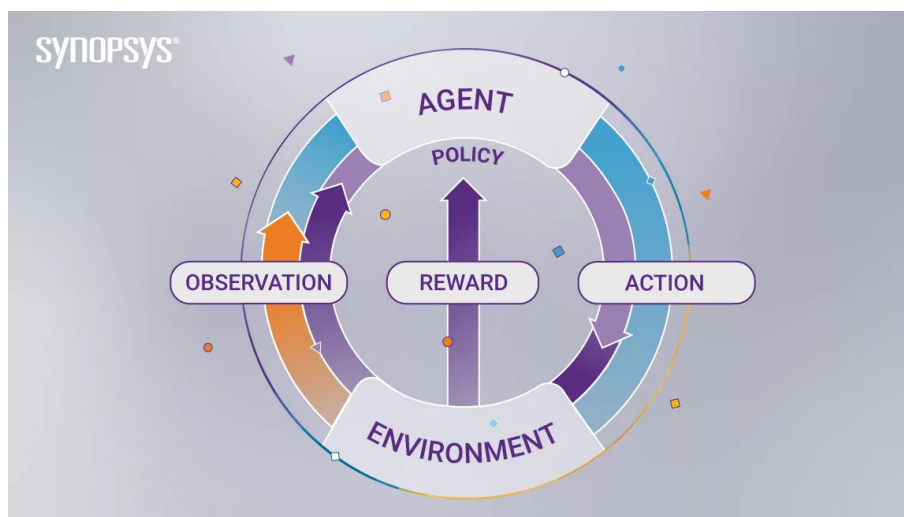 SYNOPSYS®
AGENT
POLICY
OBSERVATION
REWARD
ACTION
ENVIRONMENT